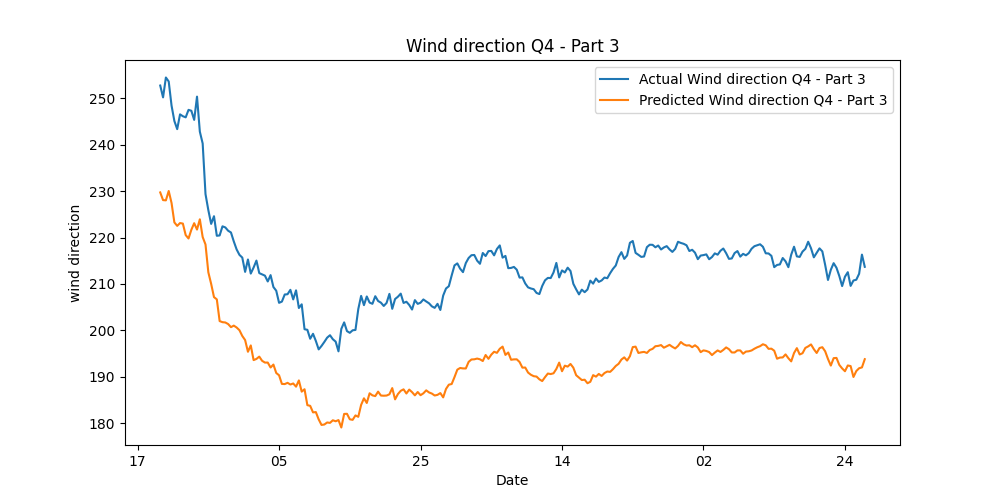 Wind direction Q4 - Part 3
Actual Wind direction Q4 - Part 3
Predicted Wind direction Q4 - Part 3
250
240
230
220
210
200
190
180
wind direction
17
05
25
14
02
24
Date